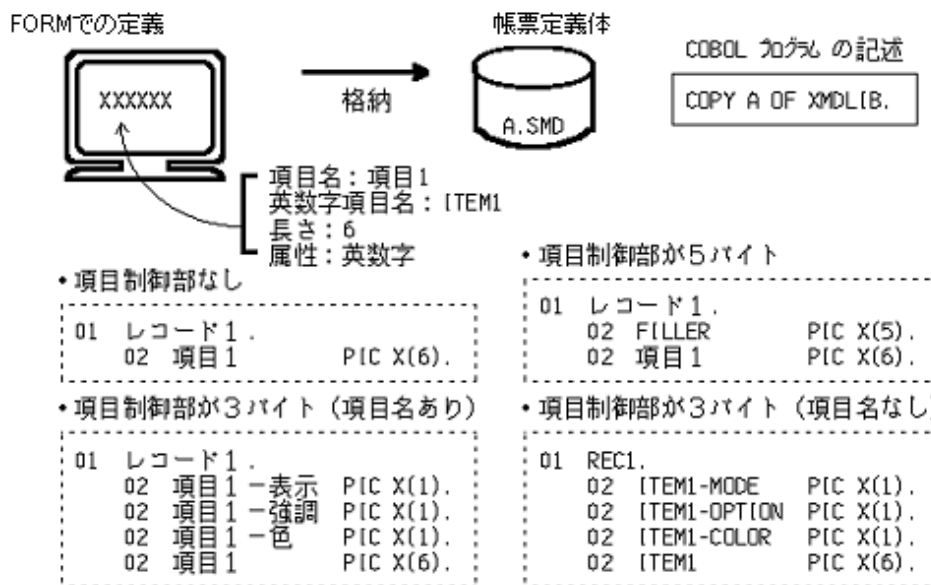 FORMでの定義
帳票定義体
COBOL プログラム の記述
XXXXXX
格納
A.SMD
COPY A OF XMDLIB.
項目名:項目1
英数字項目名:ITEM1
長さ:6
属性:英数字
・項目制御部なし
01 レコード1.
02 項目1 PIC X(6).
・項目制御部が5バイト
01 レコード1.
02 FILLER PIC X(5).
02 項目1 PIC X(6).
・項目制御部が3バイト(項目名あり)
01 レコード1.
02 項目1-表示 PIC X(1).
02 項目1-強調 PIC X(1).
02 項目1-色 PIC X(1).
02 項目1 PIC X(6).
・項目制御部が3バイト(項目名なし)
01 REC1.
02 ITEM1-MODE PIC X(1).
02 ITEM1-OPTION PIC X(1).
02 ITEM1-COLOR PIC X(1).
02 ITEM1 PIC X(6).